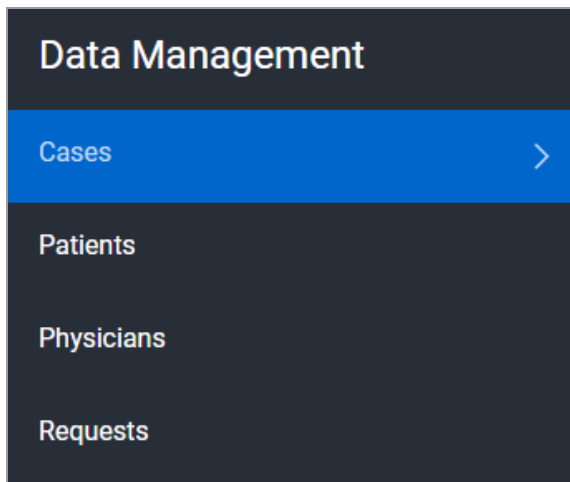 Data Management
Cases
Patients
Physicians
Requests